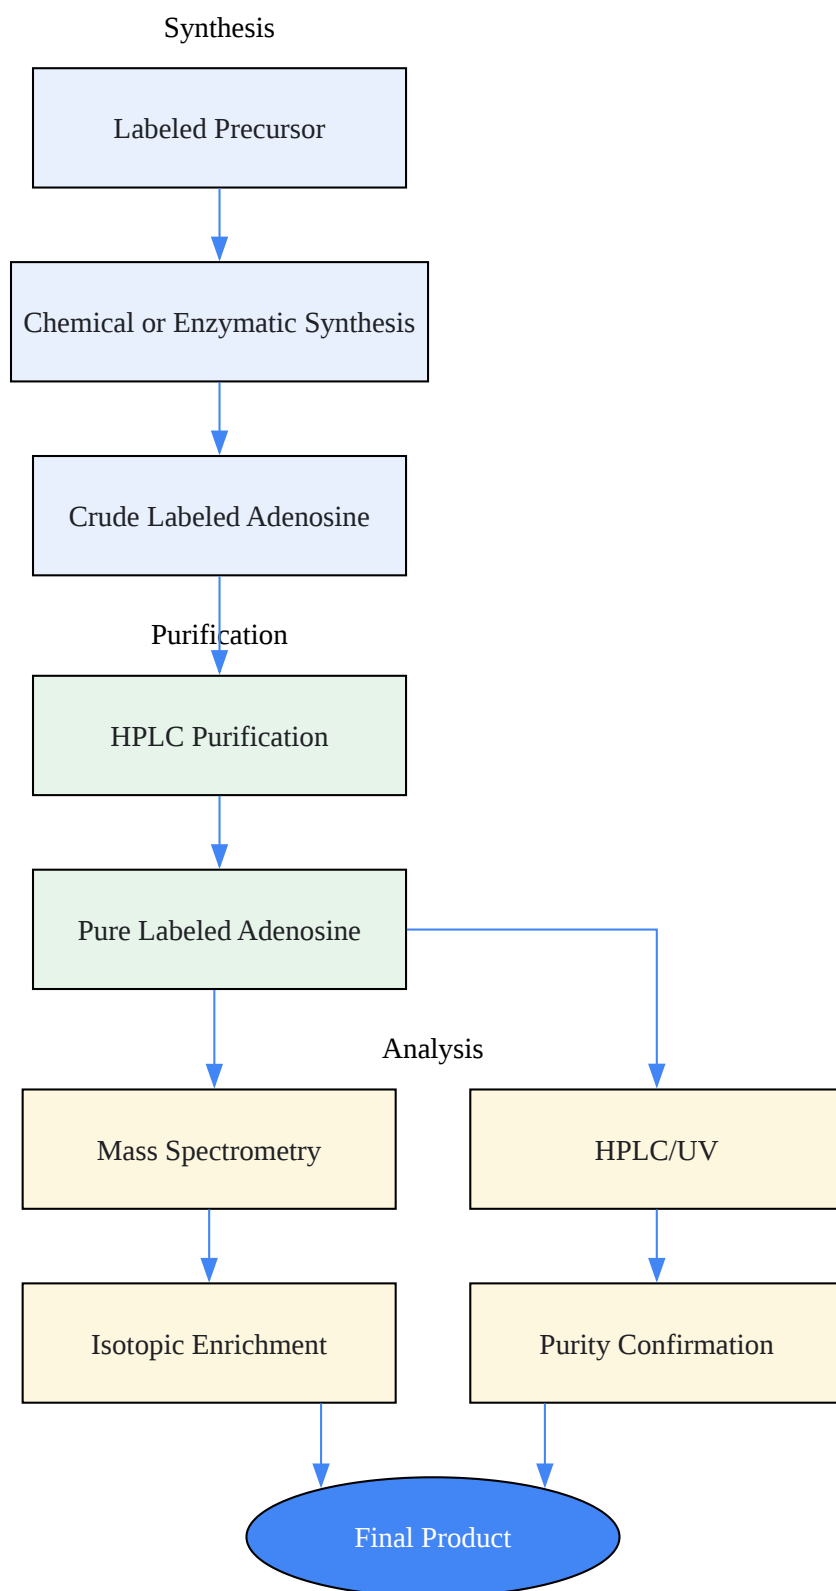 Synthesis
Labeled Precursor
Chemical or Enzymatic Synthesis
Crude Labeled Adenosine
Purification
HPLC Purification
Pure Labeled Adenosine
Analysis
Mass Spectrometry
HPLC/UV
Isotopic Enrichment
Purity Confirmation
Final Product